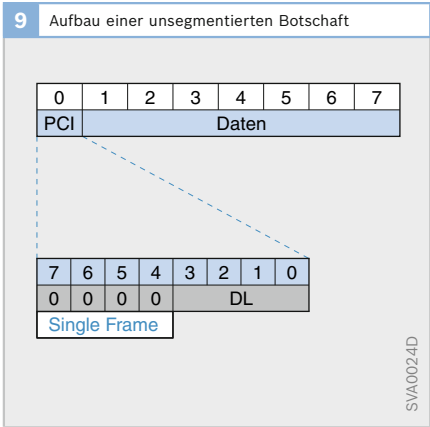 9 Aufbau einer unsegmentierten Botschaft
0 1 2 3 4 5 6 7
PCI Daten
7 6 5 4 3 2 1 0
0 0 0 0 DL
Single Frame
SVA0024D